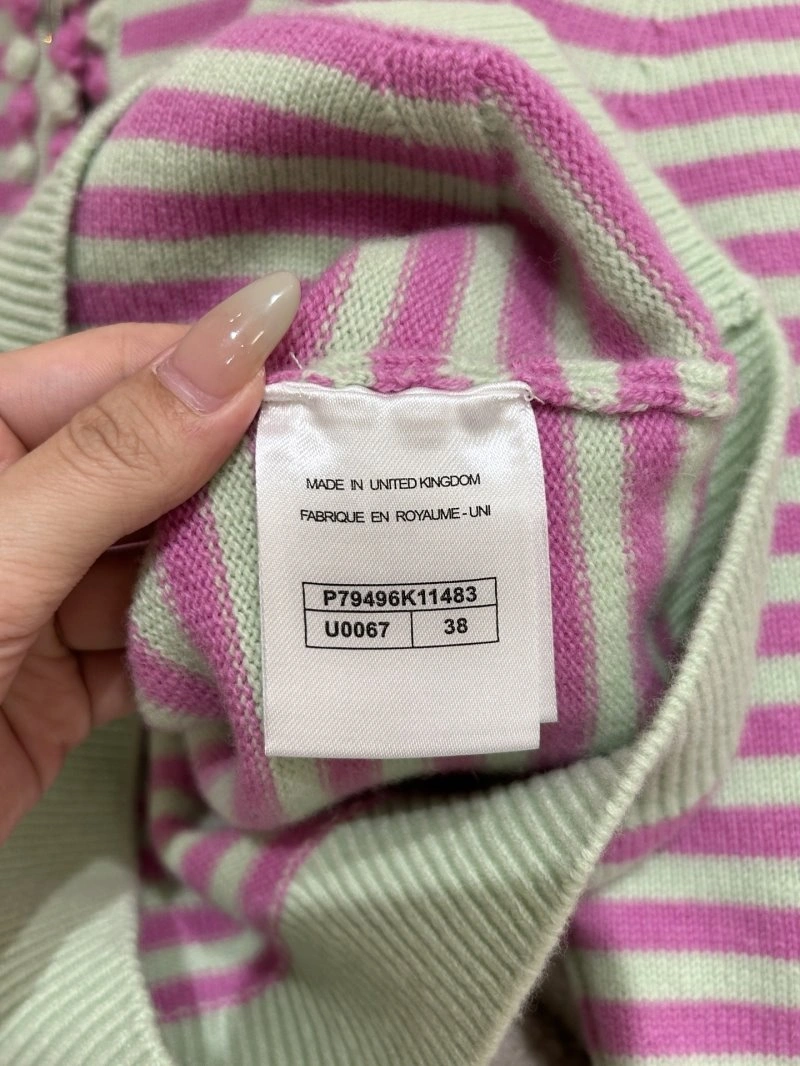 MADE IN UNITED KINGDOM
FABRIQUE EN ROYAUME-UNI
P79496K11483
U0067 38